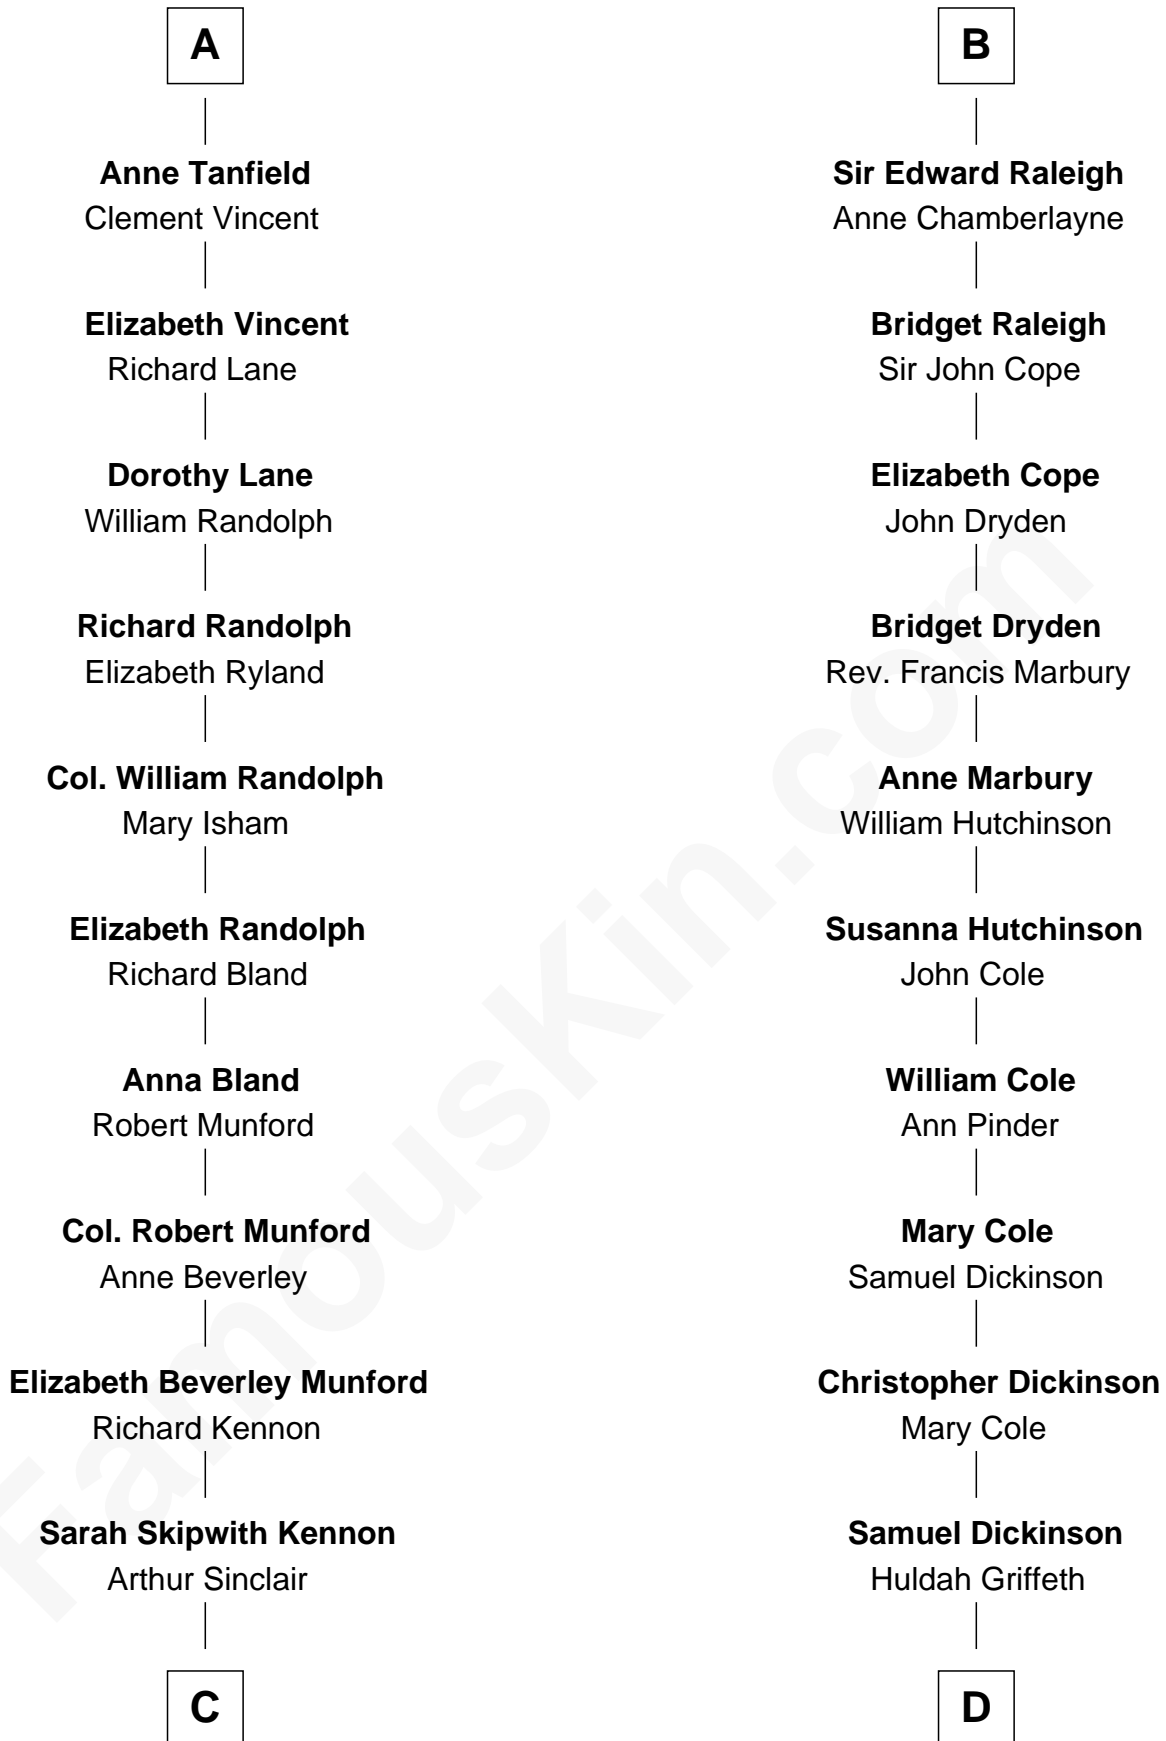 A
Anne Tanfield
Clement Vincent
Elizabeth Vincent
Richard Lane
Dorothy Lane
William Randolph
Richard Randolph
Elizabeth Ryland
Col. William Randolph
Mary Isham
Elizabeth Randolph
Richard Bland
Anna Bland
Robert Munford
Col. Robert Munford
Anne Beverley
Elizabeth Beverley Munford
Richard Kennon
Sarah Skipwith Kennon
Arthur Sinclair
C
B
Sir Edward Raleigh
Anne Chamberlayne
Bridget Raleigh
Sir John Cope
Elizabeth Cope
John Dryden
Bridget Dryden
Rev. Francis Marbury
Anne Marbury
William Hutchinson
Susanna Hutchinson
John Cole
William Cole
Ann Pinder
Mary Cole
Samuel Dickinson
Christopher Dickinson
Mary Cole
Samuel Dickinson
Huldah Griffeth
D
FamousKin.com